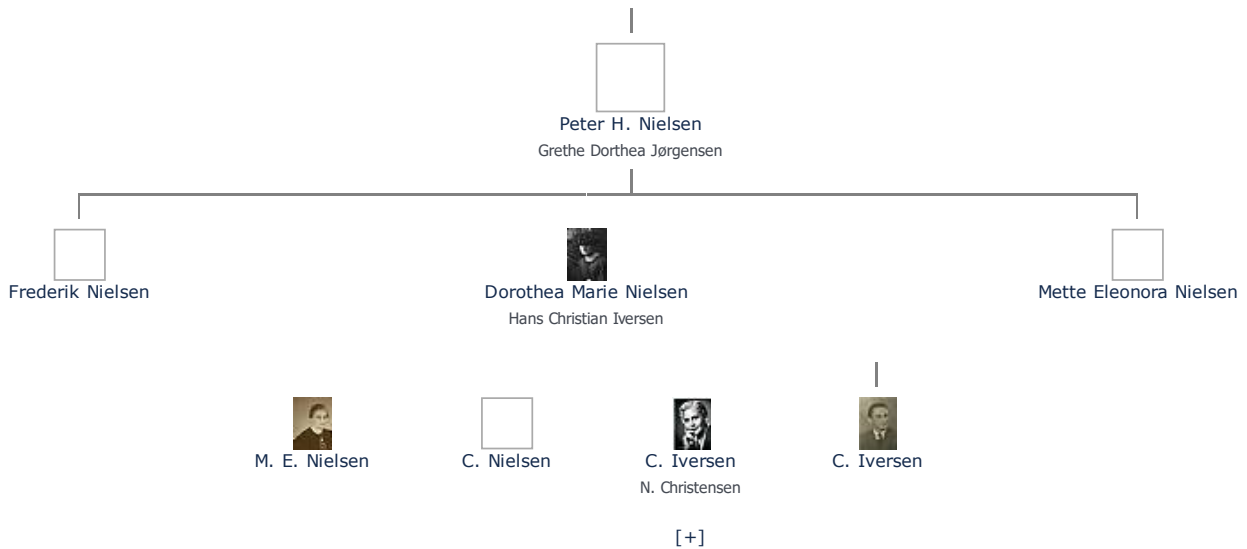 Peter H. Nielsen
Grethe Dorthea Jørgensen
Frederik Nielsen
Dorothea Marie Nielsen
Mette Eleonora Nielsen
Hans Christian Iversen
M. E. Nielsen
C. Nielsen
C. Iversen
C. Iversen
N. Christensen
[+]